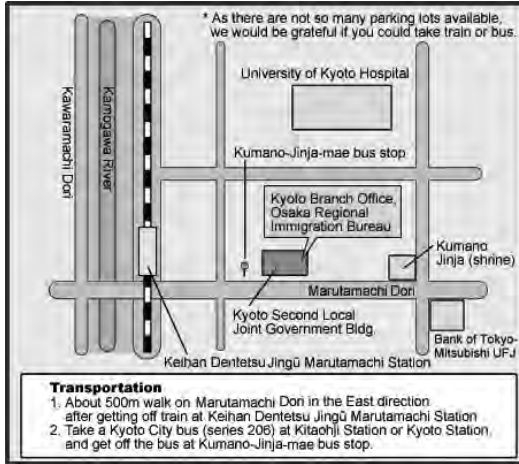 * As there are not so many parking lots available,
we would be grateful if you could take train or bus.
University of Kyoto Hospital
Kawaramachi Dori
Kamogawa River
Kumano-Jinja-mae bus stop
Kyoto Branch Office,
Osaka Regional
Immigration Bureau
Kumano
Jinja (shrine)
Marutamachi Dori
Kyoto Second Local
Joint Government Bldg.
Bank of Tokyo-
Mitsubishi UFJ
Keihan Dentetsu Jingū Marutamachi Station
Transportation
1. About 500m walk on Marutamachi Dori in the East direction
after getting off train at Keihan Dentetsu Jingū Marutamachi Station
2. Take a Kyoto City bus (series 206) at Kitaohji Station or Kyoto Station,
and get off the bus at Kumano-Jinja-mae bus stop.